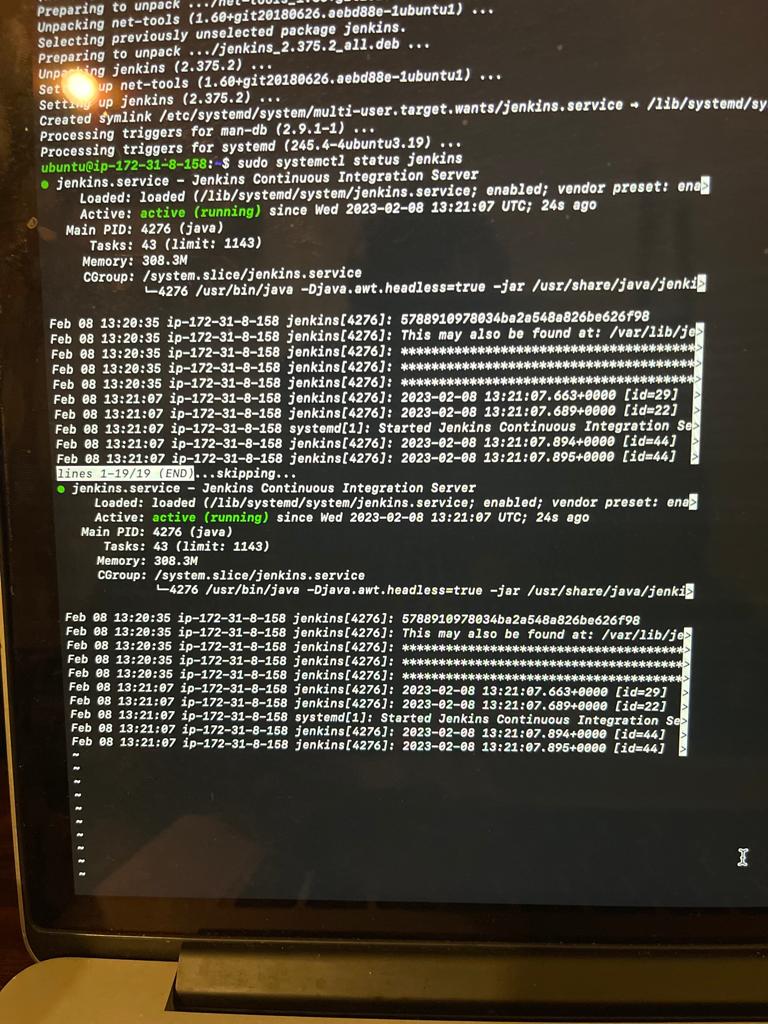 Preparing to unpack .../net-tools_1.60+git20180626.aebd88e-1ubuntu1
Unpacking net-tools (1.60+git20180626.aebd88e-1ubuntu1) ...
Selecting previously unselected package jenkins.
Preparing to unpack .../jenkins_2.375.2_all.deb ...
Unpacking jenkins (2.375.2) ...
Setting up net-tools (1.60+git20180626.aebd88e-1ubuntu1) ...
Setting up jenkins (2.375.2) ...
Created symlink /etc/systemd/system/multi-user.target.wants/jenkins.service → /lib/systemd/sy
Processing triggers for man-db (2.9.1-1) ...
Processing triggers for systemd (245.4-4ubuntu3.19) ...
ubuntu@ip-172-31-8-158:~$ sudo systemctl status jenkins
● jenkins.service - Jenkins Continuous Integration Server
Loaded: loaded (/lib/systemd/system/jenkins.service; enabled; vendor preset: ena>
Active: active (running) since Wed 2023-02-08 13:21:07 UTC; 24s ago
Main PID: 4276 (java)
Tasks: 43 (limit: 1143)
Memory: 308.3M
CGroup: /system.slice/jenkins.service
└─4276 /usr/bin/java -Djava.awt.headless=true -jar /usr/share/java/jenki>
Feb 08 13:20:35 ip-172-31-8-158 jenkins[4276]: 5788910978034ba2a548a826be626f98
Feb 08 13:20:35 ip-172-31-8-158 jenkins[4276]: This may also be found at: /var/lib/je>
Feb 08 13:20:35 ip-172-31-8-158 jenkins[4276]: **************************************>
Feb 08 13:20:35 ip-172-31-8-158 jenkins[4276]: **************************************>
Feb 08 13:20:35 ip-172-31-8-158 jenkins[4276]: **************************************>
Feb 08 13:21:07 ip-172-31-8-158 jenkins[4276]: 2023-02-08 13:21:07.663+0000 [id=29] >
Feb 08 13:21:07 ip-172-31-8-158 jenkins[4276]: 2023-02-08 13:21:07.689+0000 [id=22] >
Feb 08 13:21:07 ip-172-31-8-158 systemd[1]: Started Jenkins Continuous Integration Se>
Feb 08 13:21:07 ip-172-31-8-158 jenkins[4276]: 2023-02-08 13:21:07.894+0000 [id=44] >
Feb 08 13:21:07 ip-172-31-8-158 jenkins[4276]: 2023-02-08 13:21:07.895+0000 [id=44] >
lines 1-19/19 (END)...skipping...
● jenkins.service - Jenkins Continuous Integration Server
Loaded: loaded (/lib/systemd/system/jenkins.service; enabled; vendor preset: ena>
Active: active (running) since Wed 2023-02-08 13:21:07 UTC; 24s ago
Main PID: 4276 (java)
Tasks: 43 (limit: 1143)
Memory: 308.3M
CGroup: /system.slice/jenkins.service
└─4276 /usr/bin/java -Djava.awt.headless=true -jar /usr/share/java/jenki>
Feb 08 13:20:35 ip-172-31-8-158 jenkins[4276]: 5788910978034ba2a548a826be626f98
Feb 08 13:20:35 ip-172-31-8-158 jenkins[4276]: This may also be found at: /var/lib/je>
Feb 08 13:20:35 ip-172-31-8-158 jenkins[4276]: **************************************>
Feb 08 13:20:35 ip-172-31-8-158 jenkins[4276]: **************************************>
Feb 08 13:20:35 ip-172-31-8-158 jenkins[4276]: **************************************>
Feb 08 13:21:07 ip-172-31-8-158 jenkins[4276]: 2023-02-08 13:21:07.663+0000 [id=29] >
Feb 08 13:21:07 ip-172-31-8-158 jenkins[4276]: 2023-02-08 13:21:07.689+0000 [id=22] >
Feb 08 13:21:07 ip-172-31-8-158 systemd[1]: Started Jenkins Continuous Integration Se>
Feb 08 13:21:07 ip-172-31-8-158 jenkins[4276]: 2023-02-08 13:21:07.894+0000 [id=44] >
Feb 08 13:21:07 ip-172-31-8-158 jenkins[4276]: 2023-02-08 13:21:07.895+0000 [id=44] >
~
~
~
~
~
~
~
~
~
~